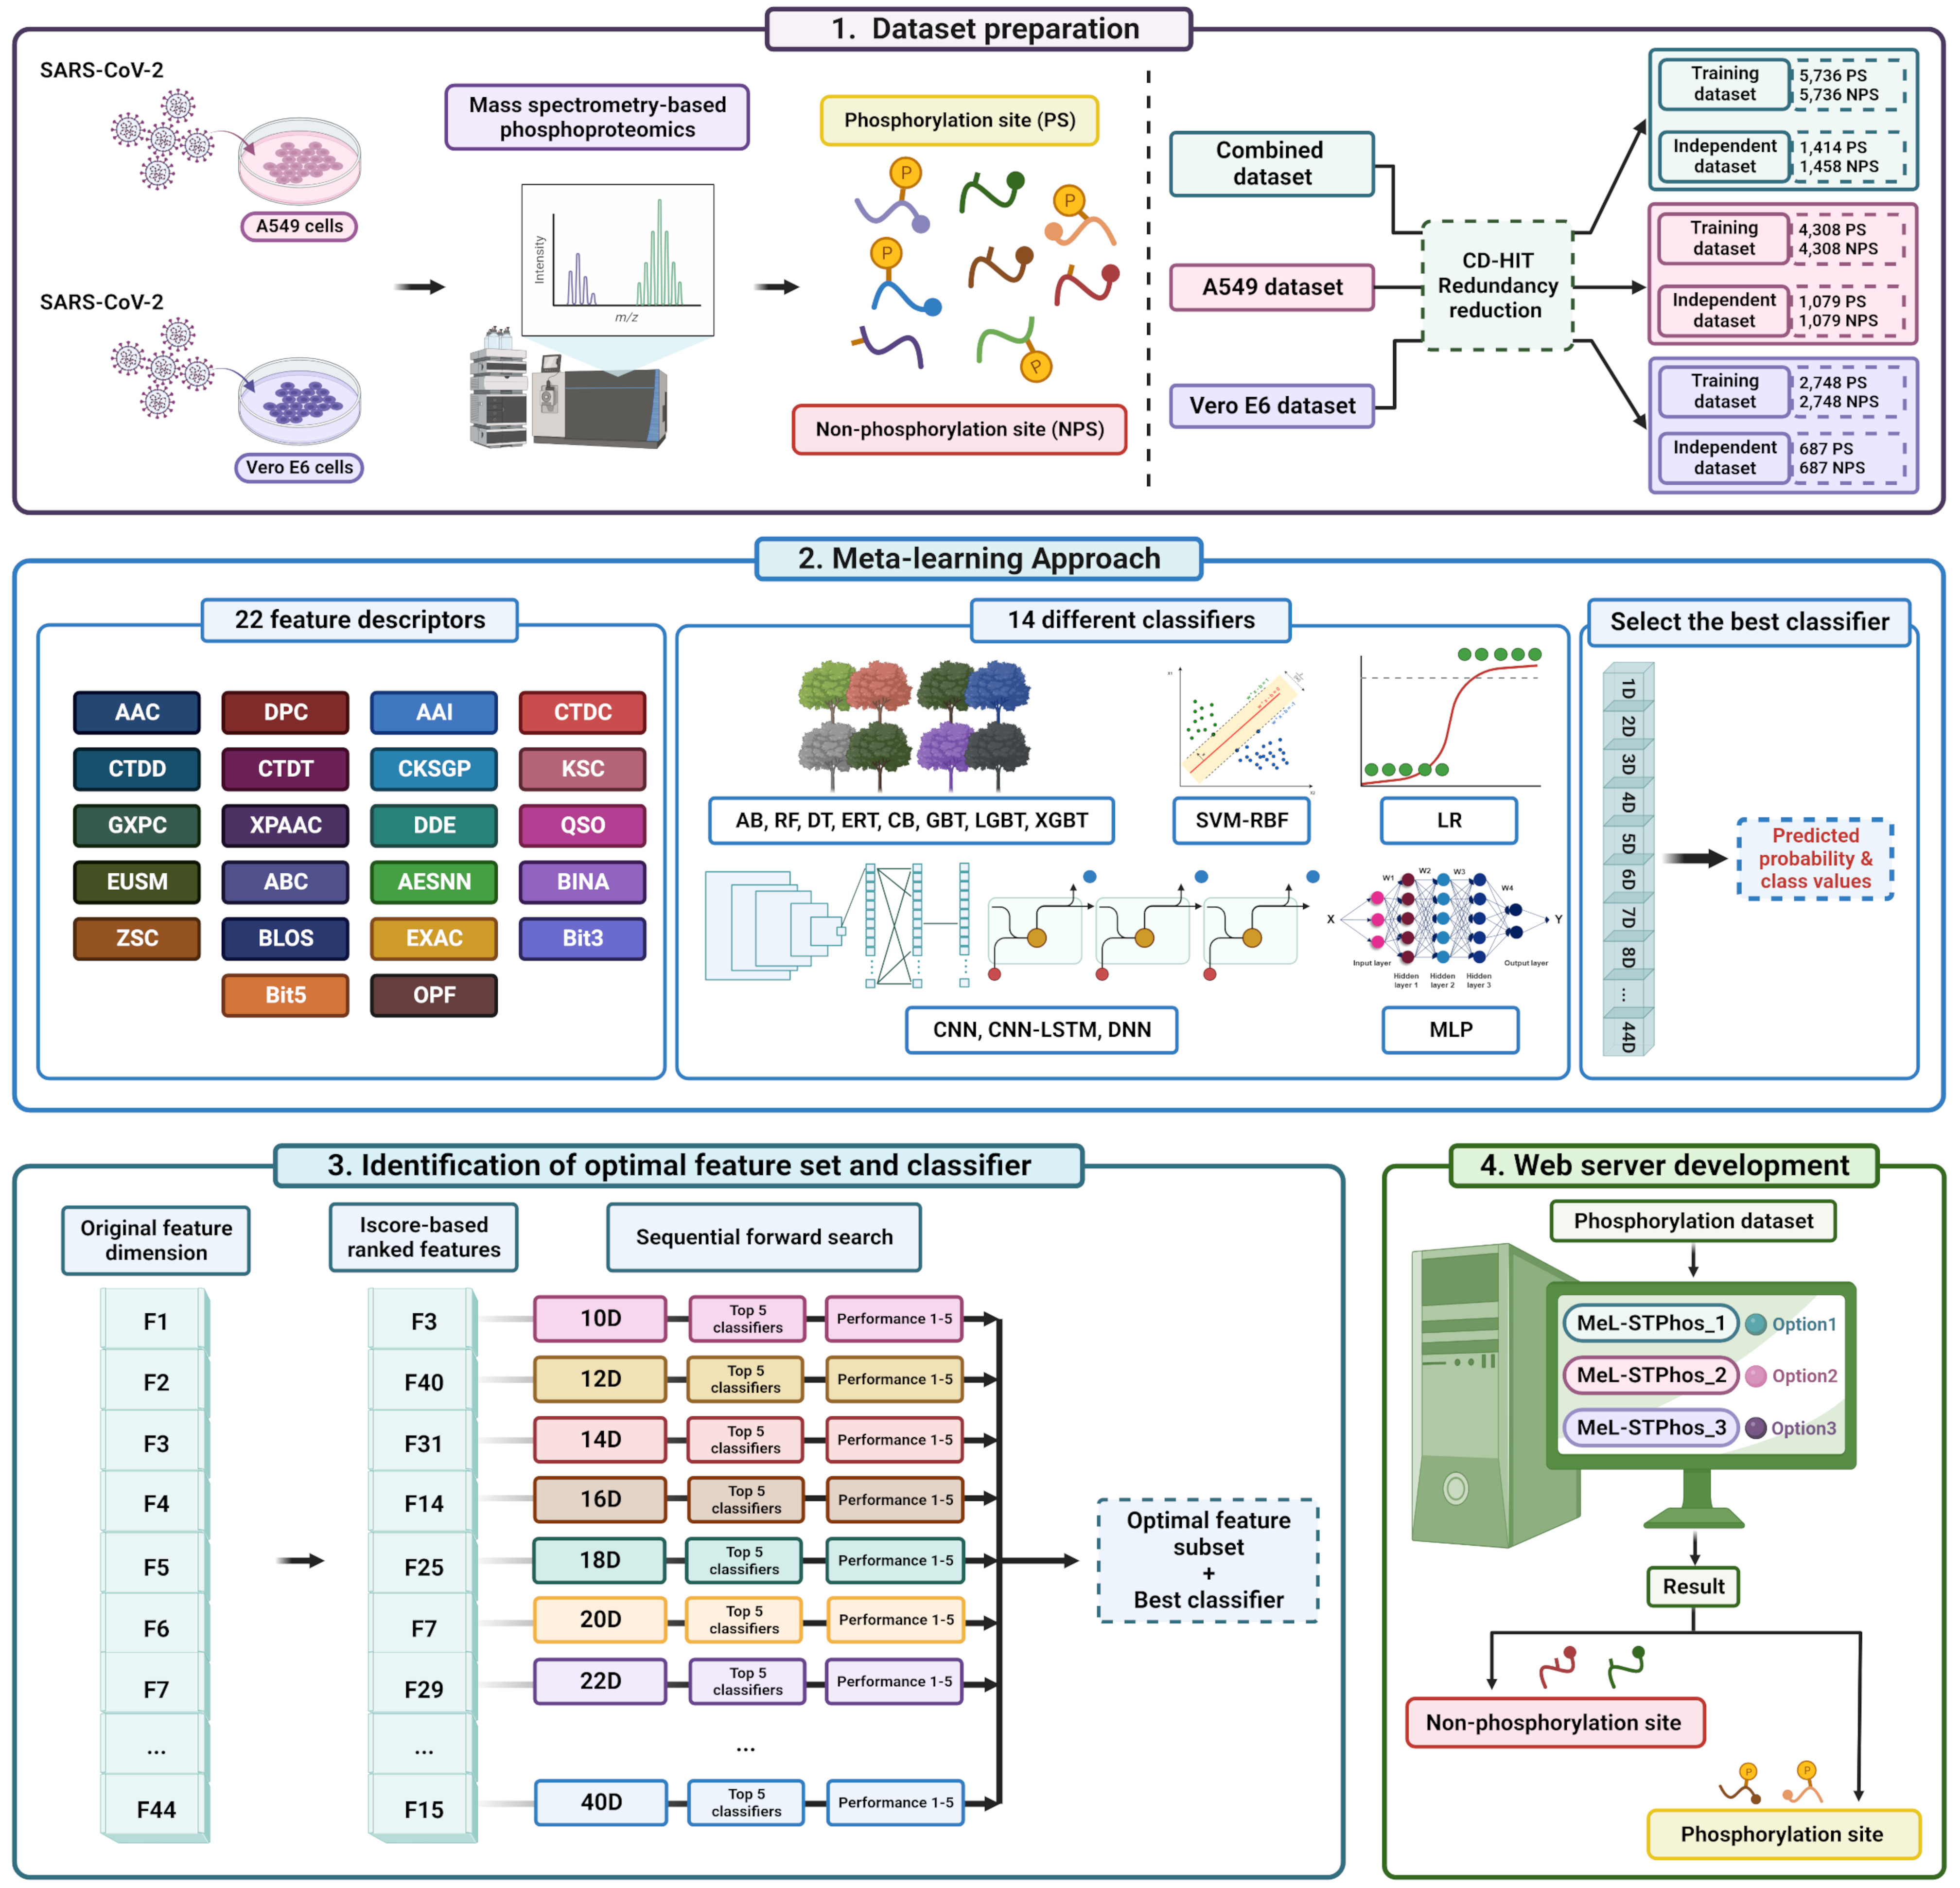 1. Dataset preparation
SARS-CoV-2
A549 cells
SARS-CoV-2
Vero E6 cells
Mass spectrometry-based
phosphoproteomics
Intensity
m/z
Phosphorylation site (PS)
P
P
P
P
Non-phosphorylation site (NPS)
Combined
dataset
A549 dataset
Vero E6 dataset
CD-HIT
Redundancy
reduction
Training
dataset
5,736 PS
5,736 NPS
Independent
dataset
1,414 PS
1,458 NPS
Training
dataset
4,308 PS
4,308 NPS
Independent
dataset
1,079 PS
1,079 NPS
Training
dataset
2,748 PS
2,748 NPS
Independent
dataset
687 PS
687 NPS
2. Meta-learning Approach
22 feature descriptors
AAC DPC AAI CTDC
CTDD CTDT CKSGP KSC
GXPC XPAAC DDE QSO
EUSM ABC AESNN BINA
ZSC BLOS EXAC Bit3
Bit5 OPF
14 different classifiers
AB, RF, DT, ERT, CB, GBT, LGBT, XGBT
SVM-RBF
LR
CNN, CNN-LSTM, DNN
W1 W2 W3 W4
X Y
Input layer
Hidden
layer 1
Hidden
layer 2
Hidden
layer 3
Output layer
MLP
Select the best classifier
1D
2D
3D
4D
5D
6D
7D
8D
...
44D
Predicted
probability &
class values
3. Identification of optimal feature set and classifier
Original feature
dimension
F1
F2
F3
F4
F5
F6
F7
...
F44
Iscore-based
ranked features
F3
F40
F31
F14
F25
F7
F29
...
F15
Sequential forward search
10D
Top 5
classifiers
Performance 1-5
12D
Top 5
classifiers
Performance 1-5
14D
Top 5
classifiers
Performance 1-5
16D
Top 5
classifiers
Performance 1-5
18D
Top 5
classifiers
Performance 1-5
20D
Top 5
classifiers
Performance 1-5
22D
Top 5
classifiers
Performance 1-5
...
40D
Top 5
classifiers
Performance 1-5
Optimal feature
subset
+
Best classifier
4. Web server development
Phosphorylation dataset
MeL-STPhos_1 Option1
MeL-STPhos_2 Option2
MeL-STPhos_3 Option3
Result
Non-phosphorylation site
P
P
Phosphorylation site